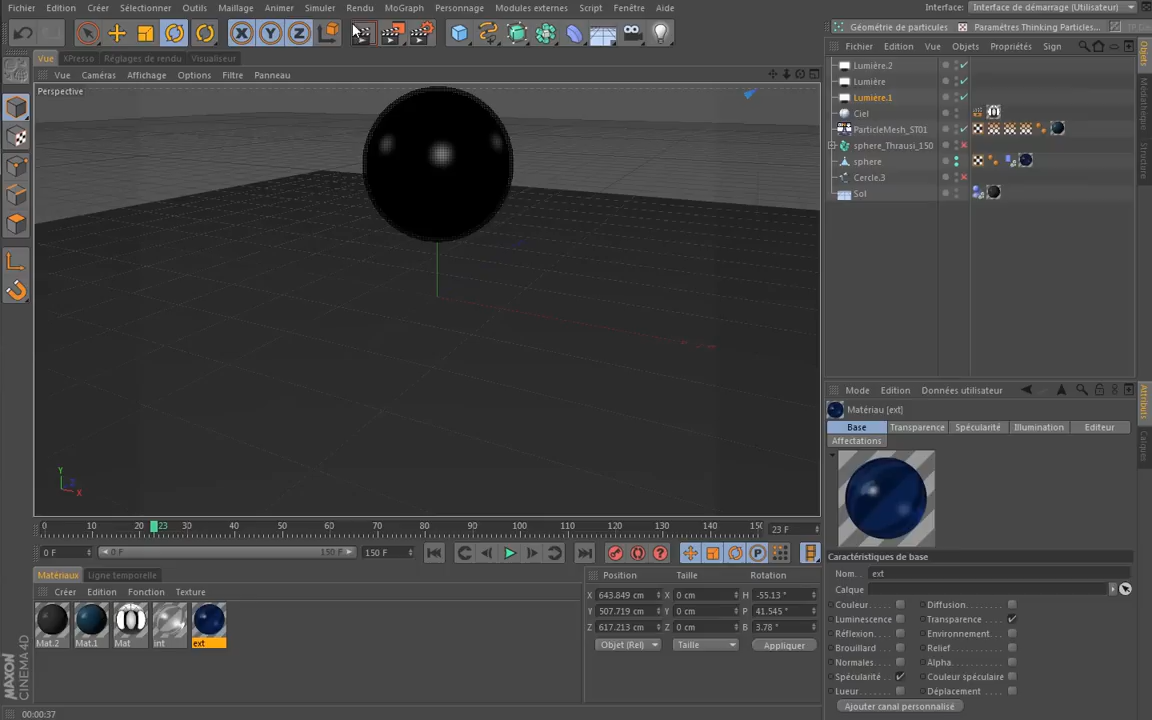 Fichier Edition Créer Sélectionner Outils Maillage Animer Simuler Rendu MoGraph Personnage Modules externes Script Fenêtre Aide Interface: Interface de démarrage (Utilisateur)
Géométrie de particules Paramètres Thinking Particles...
Vue XPresso Réglages de rendu Visualiseur
Fichier Edition Vue Objets Propriétés Sign
Vue Caméras Affichage Options Filtre Panneau
Perspective
Lumière.2
Lumière
Lumière.1
Ciel
ParticleMesh_ST01
sphere_Thrausi_150
sphere
Cercle.3
Sol
Objets
Médiathèque
Structure
Mode Edition Données utilisateur
Matériau [ext]
Base Transparence Spécularité Illumination Editeur
Affectations
Attributs
Calques
Caractéristiques de base
Nom. ext
Calque
Couleur Diffusion
Luminescence Transparence
Réflexion Environnement
Brouillard Relief
Normales Alpha
Spécularité Couleur spéculaire
Lueur Déplacement
Ajouter canal personnalisé
Y
Z
X
0 10 20 23 30 40 50 60 70 80 90 100 110 120 130 140 150 23 F
0 F 0 F 150 F 150 F
Matériaux Ligne temporelle
Créer Edition Fonction Texture
Mat.2 Mat.1 Mat int ext
Position Taille Rotation
X 643.849 cm X 0 cm H -55.13 °
Y 507.719 cm Y 0 cm P 41.545 °
Z 617.213 cm Z 0 cm B 3.78 °
Objet (Rel) Taille Appliquer
MAXON
CINEMA 4D
00:00:37